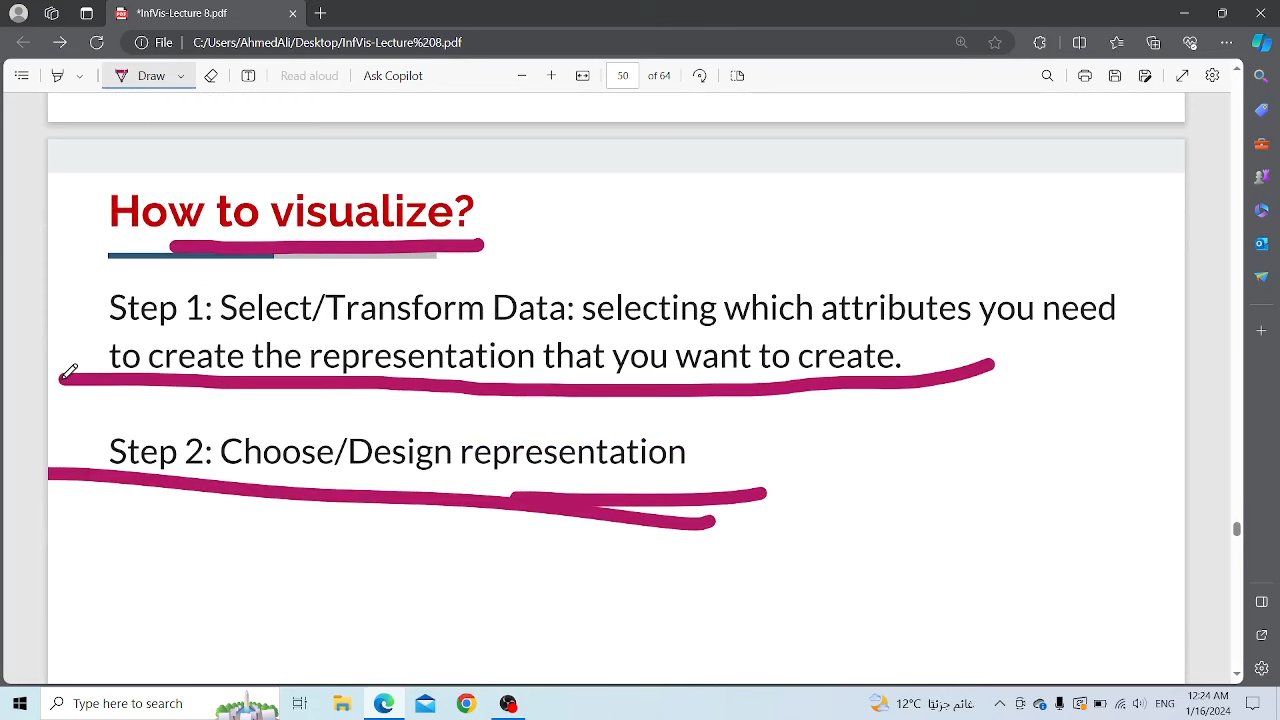 *InfVis-Lecture 8.pdf
File C:/Users/AhmedAli/Desktop/InfVis-Lecture%208.pdf
Draw Read aloud Ask Copilot 50 of 64
How to visualize?
Step 1: Select/Transform Data: selecting which attributes you need
to create the representation that you want to create.
Step 2: Choose/Design representation
Type here to search
12°C غائم جزئيا ENG 12:24 AM
1/16/2024